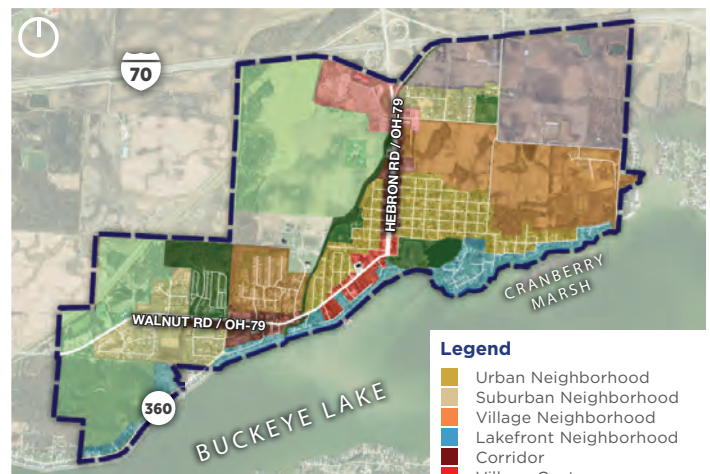 70
HEBRON RD / OH-79
CRANBERRY
MARSH
WALNUT RD / OH-79
360
BUCKEYE LAKE
Legend
Urban Neighborhood
Suburban Neighborhood
Village Neighborhood
Lakefront Neighborhood
Corridor